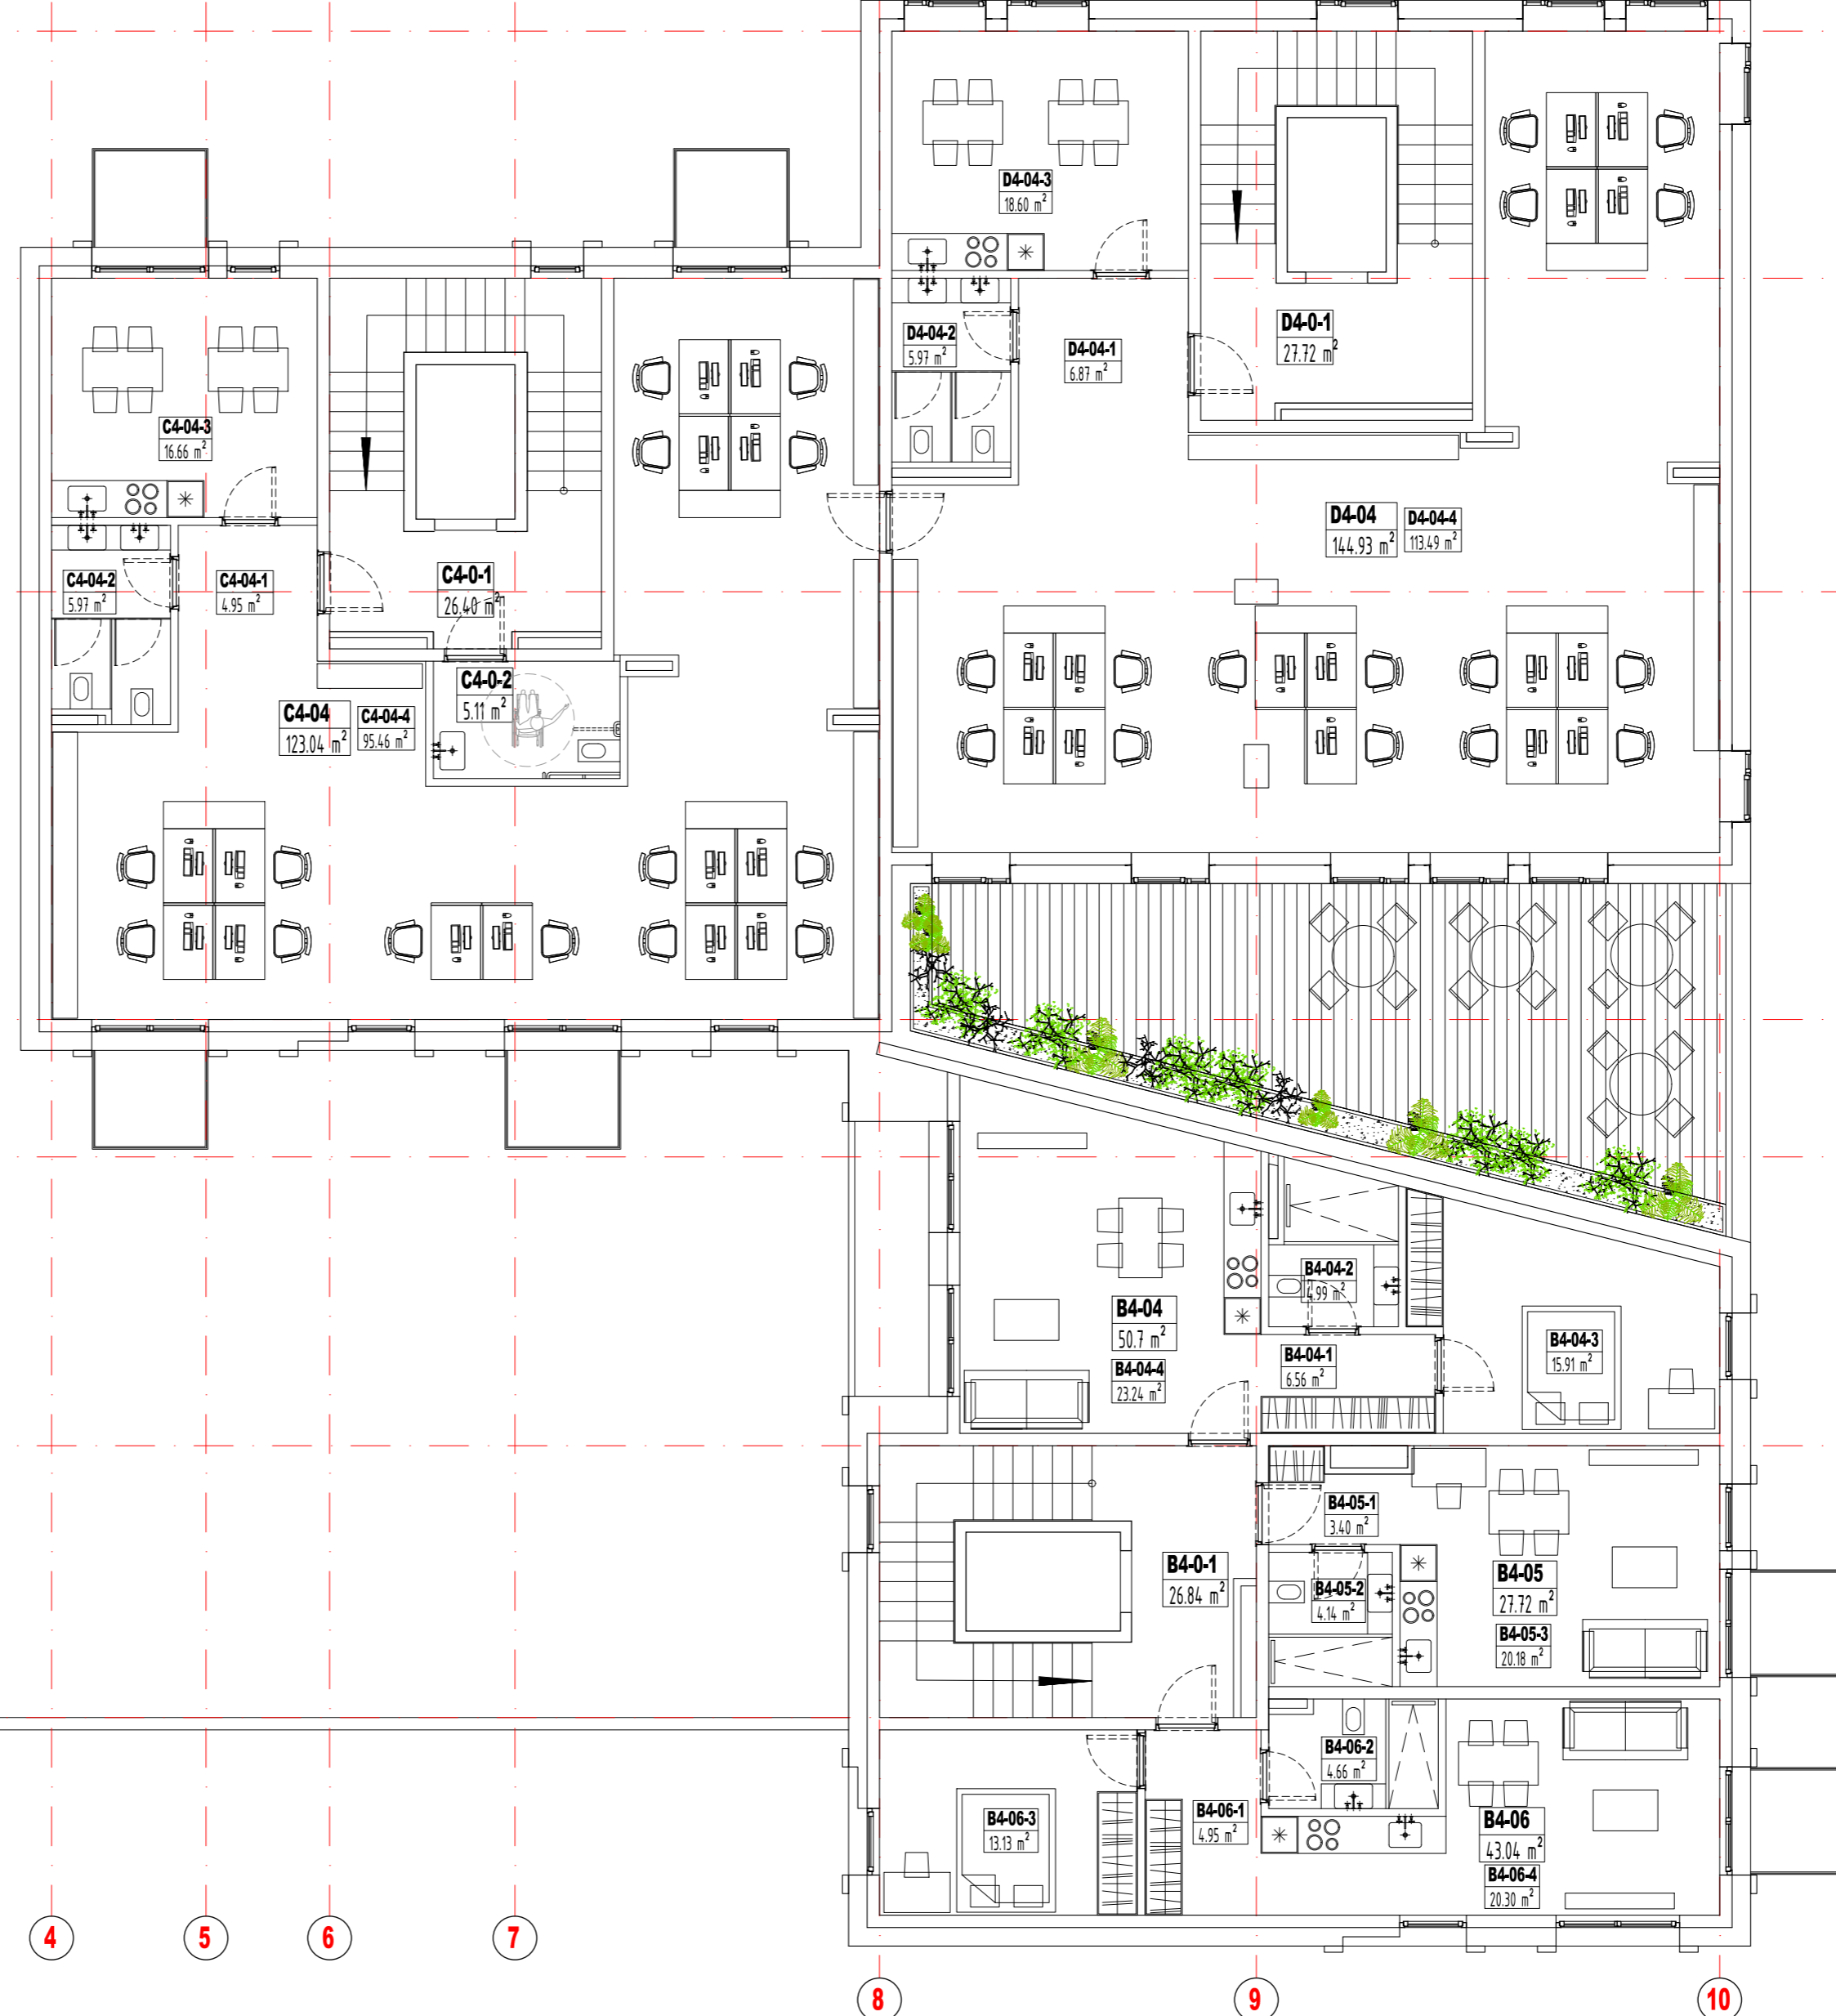 D4-04-3
18.60 m²
D4-0-1
27.72 m²
D4-04-2
5.97 m²
D4-04-1
6.87 m²
C4-04-3
16.66 m²
D4-04
144.93 m²
D4-04-4
113.49 m²
C4-04-2
5.97 m²
C4-04-1
4.95 m²
C4-0-1
26.40 m²
C4-0-2
5.11 m²
C4-04
123.04 m²
C4-04-4
95.46 m²
B4-04-2
4.99 m²
B4-04
50.7 m²
B4-04-4
23.24 m²
B4-04-1
6.56 m²
B4-04-3
15.91 m²
B4-05-1
3.40 m²
B4-0-1
26.84 m²
B4-05-2
4.14 m²
B4-05
27.72 m²
B4-05-3
20.18 m²
B4-06-2
4.66 m²
B4-06-3
13.13 m²
B4-06-1
4.95 m²
B4-06
43.04 m²
B4-06-4
20.30 m²
4
5
6
7
8
9
10